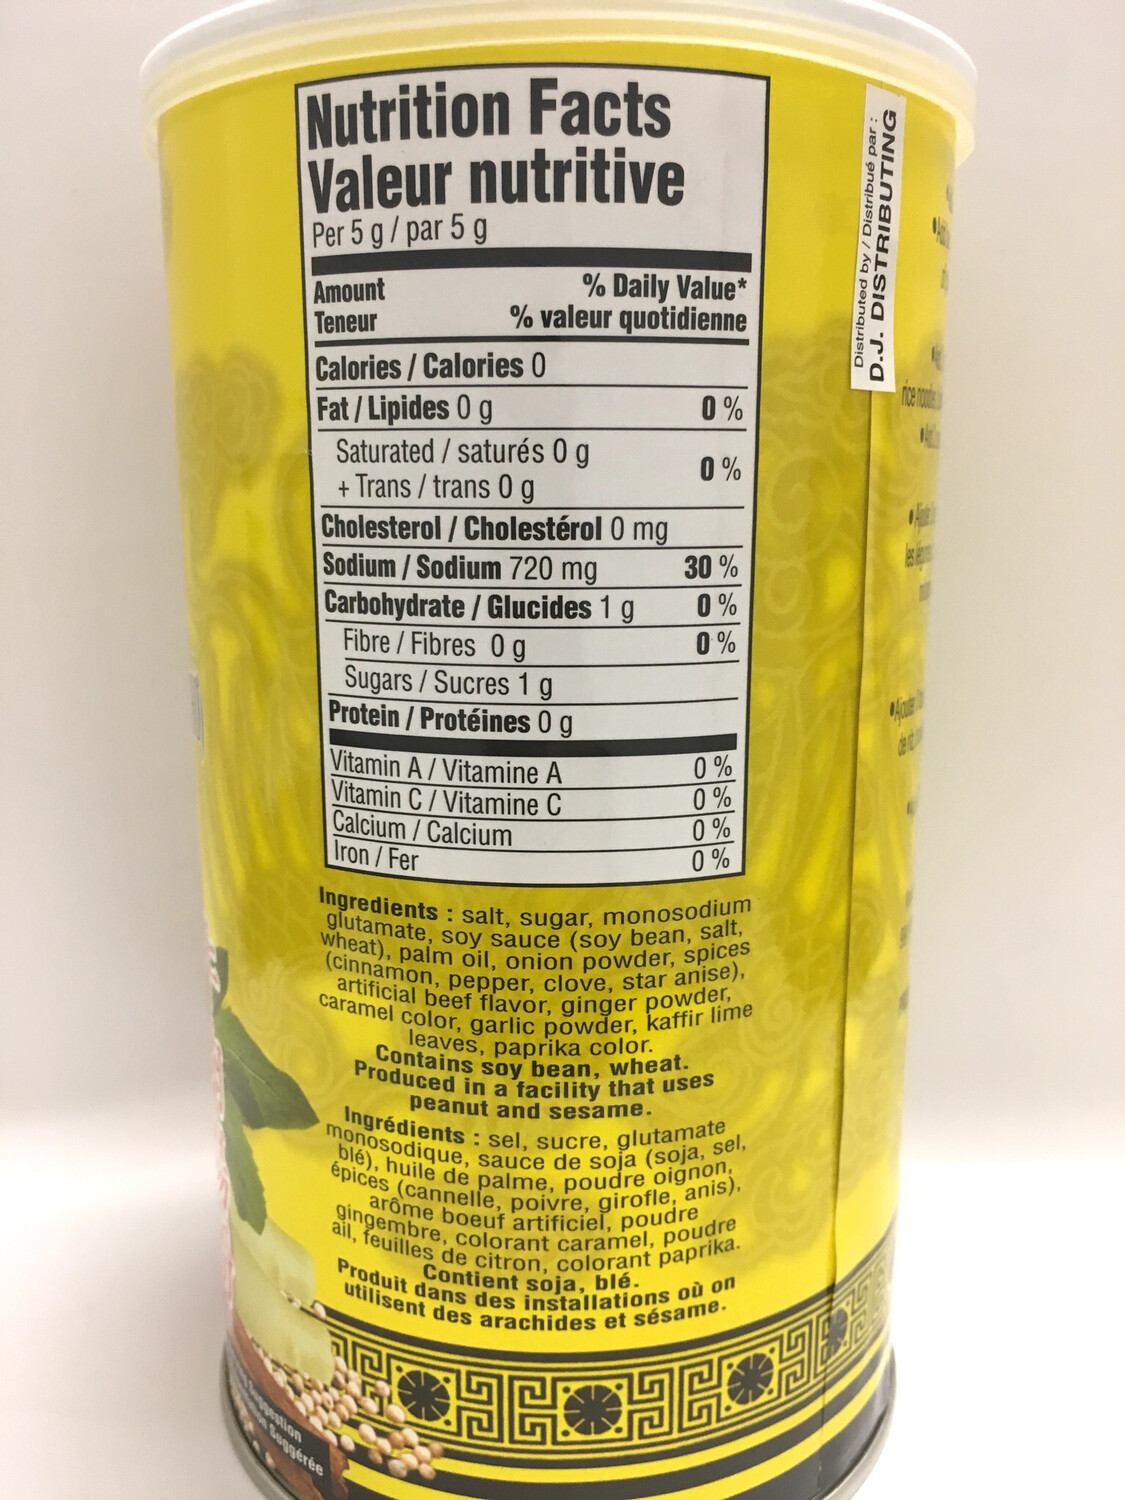 Nutrition Facts
Valeur nutritive
Per 5 g / par 5 g
Amount % Daily Value*
Teneur % valeur quotidienne
Calories / Calories 0
Fat / Lipides 0 g 0 %
Saturated / saturés 0 g
+ Trans / trans 0 g 0 %
Cholesterol / Cholestérol 0 mg
Sodium / Sodium 720 mg 30 %
Carbohydrate / Glucides 1 g 0 %
Fibre / Fibres 0 g 0 %
Sugars / Sucres 1 g
Protein / Protéines 0 g
Vitamin A / Vitamine A 0 %
Vitamin C / Vitamine C 0 %
Calcium / Calcium 0 %
Iron / Fer 0 %
Ingredients : salt, sugar, monosodium
glutamate, soy sauce (soy bean, salt,
wheat), palm oil, onion powder, spices
(cinnamon, pepper, clove, star anise),
artificial beef flavor, ginger powder,
caramel color, garlic powder, kaffir lime
leaves, paprika color.
Contains soy bean, wheat.
Produced in a facility that uses
peanut and sesame.
Ingrédients : sel, sucre, glutamate
monosodique, sauce de soja (soja, sel,
blé), huile de palme, poudre oignon,
épices (cannelle, poivre, girofle, anis),
arôme boeuf artificiel, poudre
gingembre, colorant caramel, poudre
ail, feuilles de citron, colorant paprika.
Contient soja, blé.
Produit dans des installations où on
utilisent des arachides et sésame.
Distributed by / Distribué par :
D.J. DISTRIBUTING
rice noodles
Suggérée